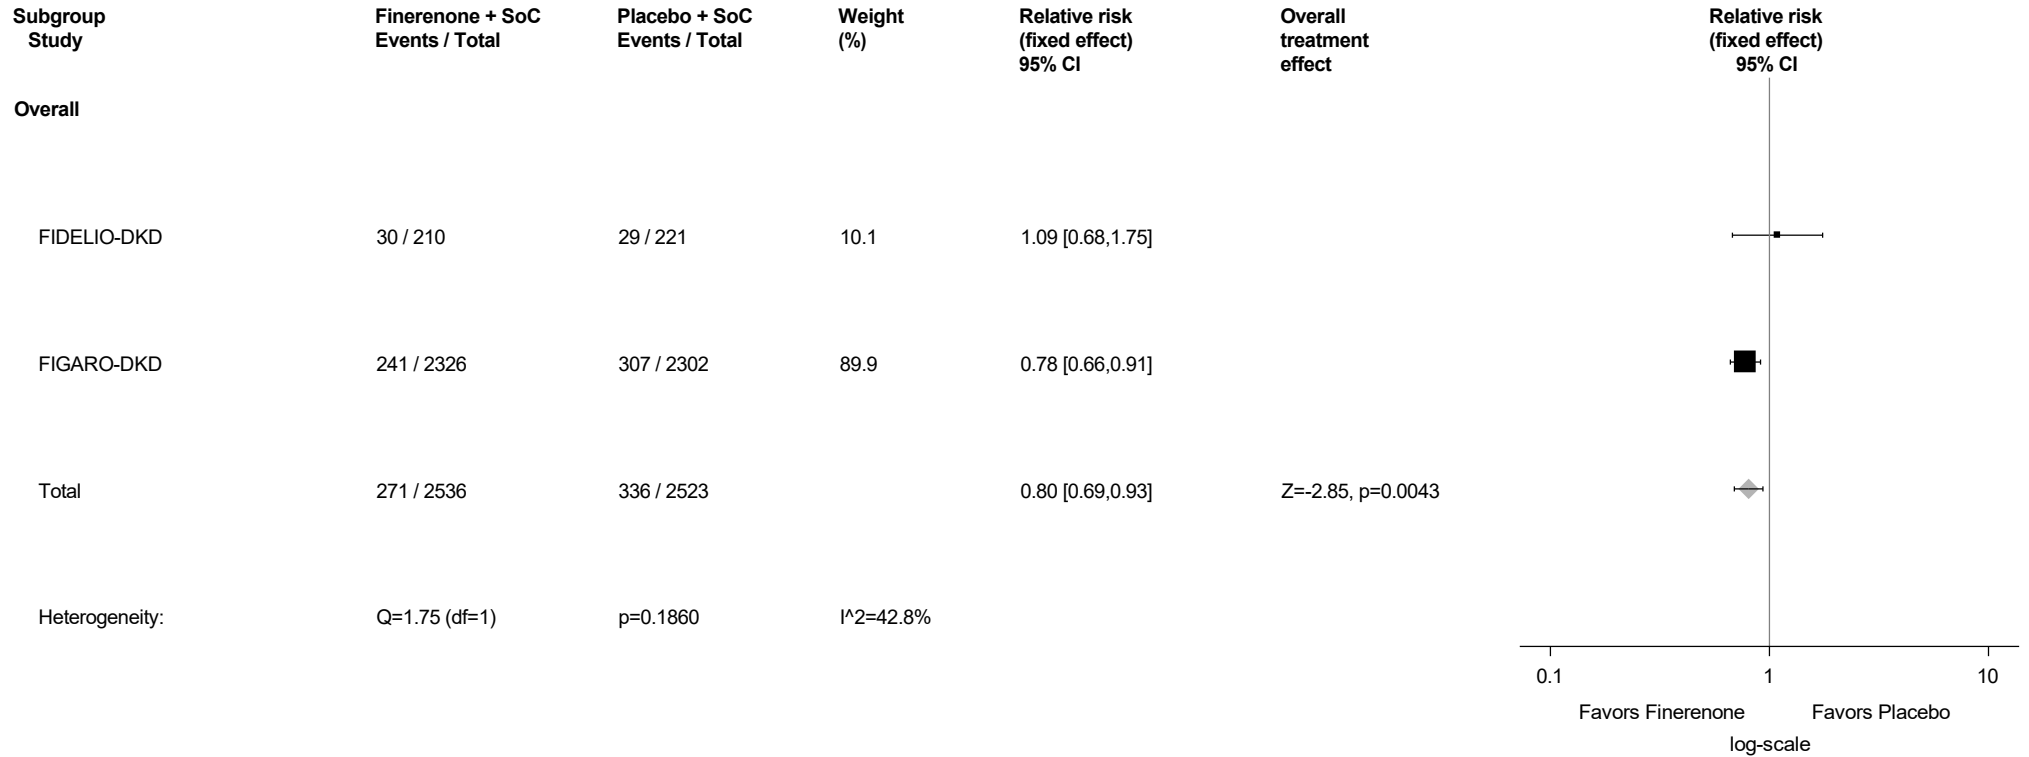 Subgroup Finerenone + SoC Placebo + SoC Weight Relative risk Overall Relative risk
Study Events / Total Events / Total (%) (fixed effect) treatment (fixed effect)
95% CI effect 95% CI
Overall
FIDELIO-DKD 30 / 210 29 / 221 10.1 1.09 [0.68,1.75]
FIGARO-DKD 241 / 2326 307 / 2302 89.9 0.78 [0.66,0.91]
Total 271 / 2536 336 / 2523 0.80 [0.69,0.93] Z=-2.85, p=0.0043
Heterogeneity: Q=1.75 (df=1) p=0.1860 I^2=42.8%
0.1 1 10
Favors Finerenone Favors Placebo
log-scale